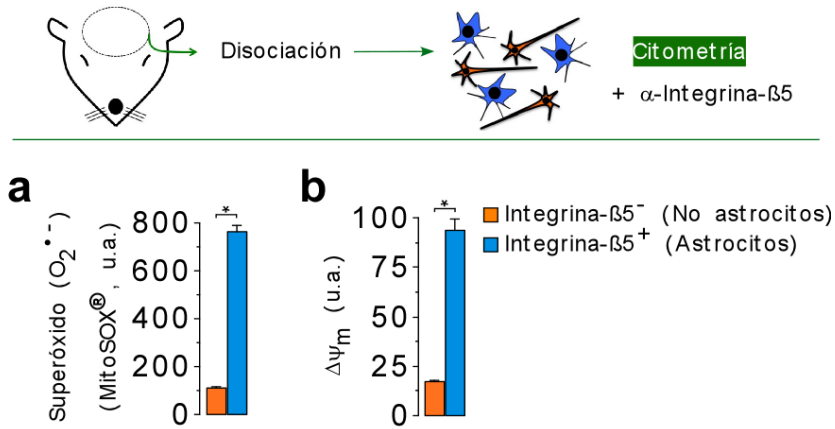 Disociación
Citometría
+ α-Integrina-ß5
a
Superóxido (O₂•⁻)
(MitoSOX®, u.a.)
800
600
400
200
0
*
b
Δψm (u.a.)
100
75
50
25
0
*
Integrina-ß5⁻ (No astrocitos)
Integrina-ß5⁺ (Astrocitos)